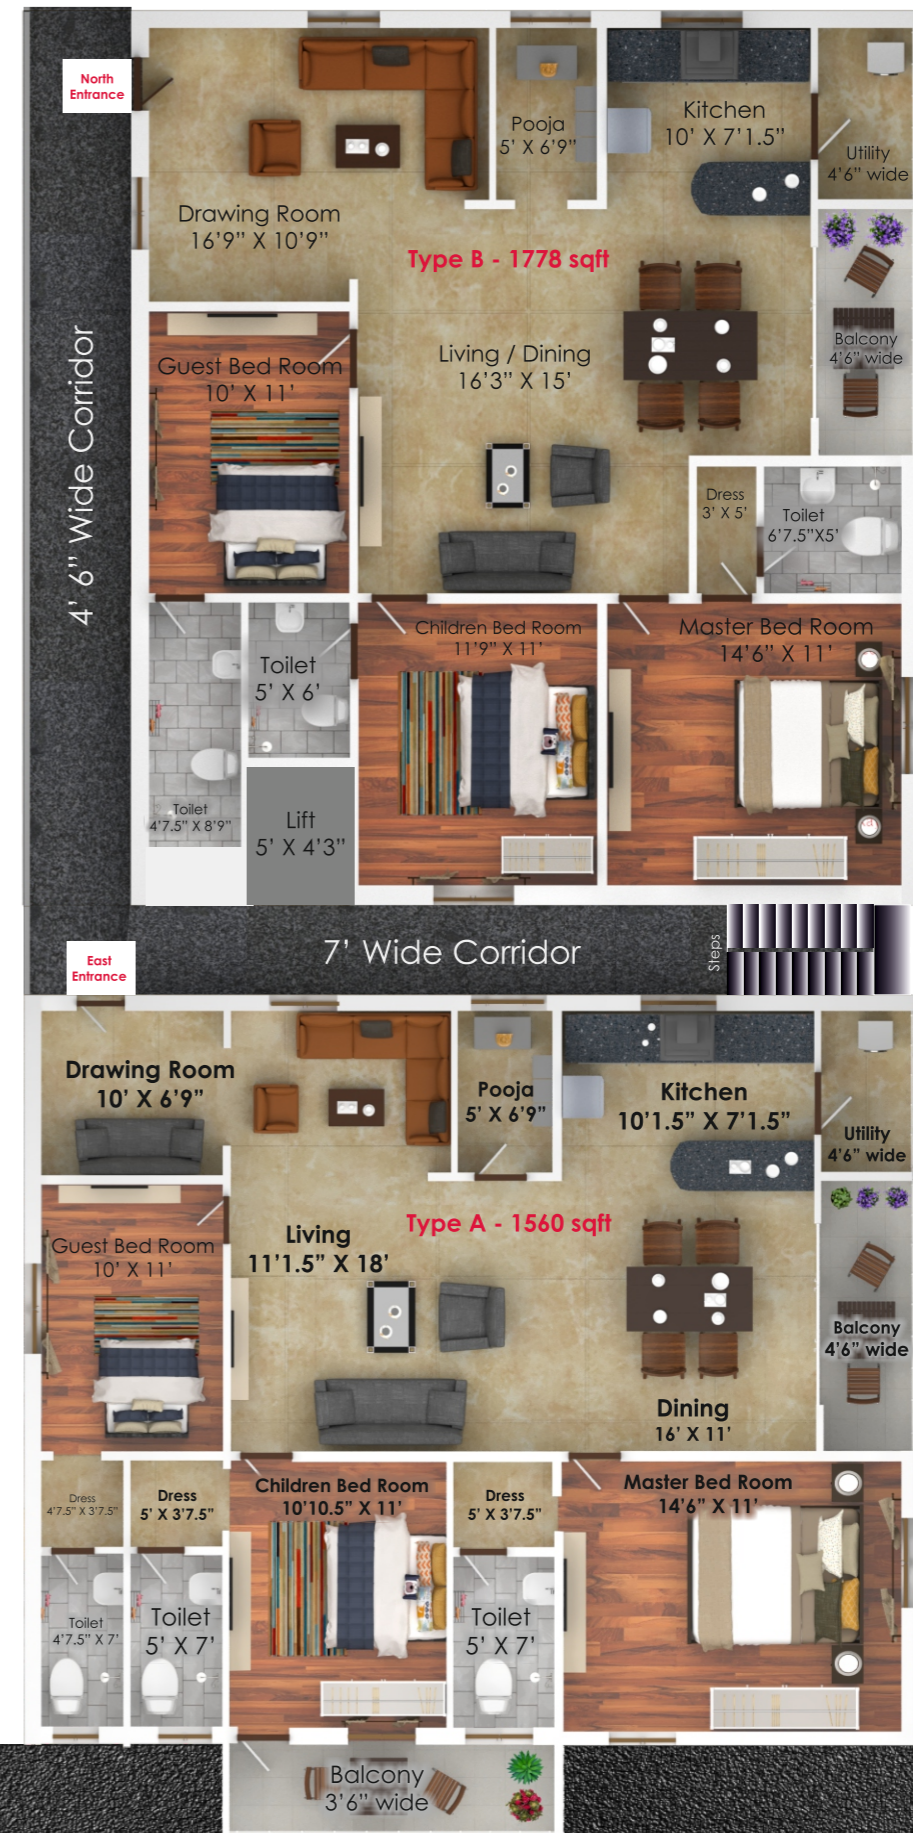 North
Entrance
Drawing Room
16’9” X 10’9”
Pooja
5’ X 6’9”
Kitchen
10’ X 7’1.5”
Utility
4’6” wide
Type B - 1778 sqft
Living / Dining
16’3” X 15’
Balcony
4’6” wide
Guest Bed Room
10’ X 11’
4’ 6” Wide Corridor
Dress
3’ X 5’
Toilet
6’7.5”X5’
Toilet
5’ X 6’
Children Bed Room
11’9” X 11’
Master Bed Room
14’6” X 11’
Toilet
4’7.5” X 8’9”
Lift
5’ X 4’3”
7’ Wide Corridor
Steps
East
Entrance
Drawing Room
10’ X 6’9”
Pooja
5’ X 6’9”
Kitchen
10’1.5” X 7’1.5”
Utility
4’6” wide
Type A - 1560 sqft
Living
11’1.5” X 18’
Guest Bed Room
10’ X 11’
Balcony
4’6” wide
Dining
16’ X 11’
Dress
4’7.5” X 3’7.5”
Dress
5’ X 3’7.5”
Children Bed Room
10’10.5” X 11’
Dress
5’ X 3’7.5”
Master Bed Room
14’6” X 11’
Toilet
4’7.5” X 7’
Toilet
5’ X 7’
Toilet
5’ X 7’
Balcony
3’6” wide